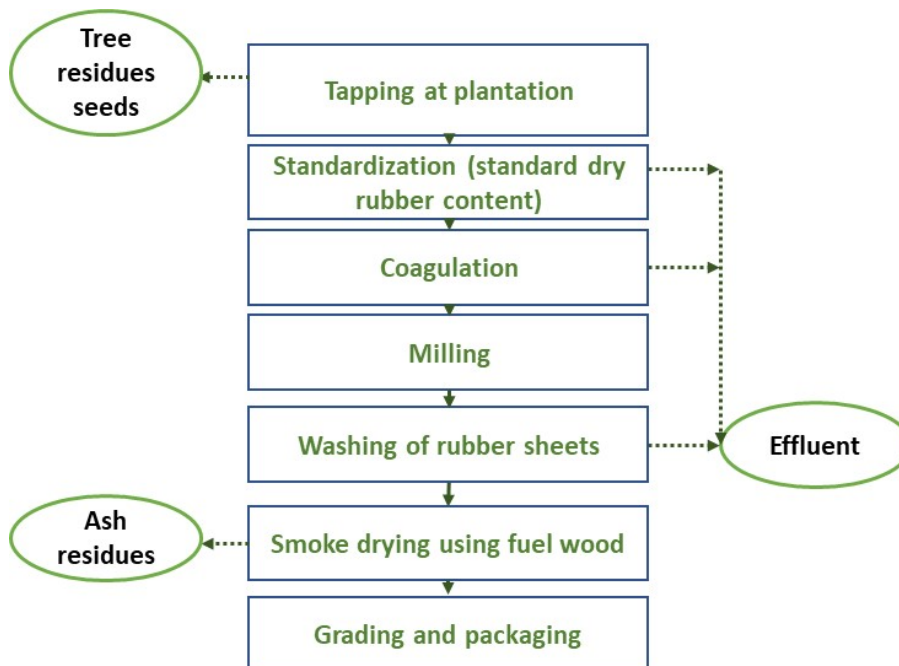 Tree
residues
seeds
Tapping at plantation
Standardization (standard dry
rubber content)
Coagulation
Milling
Washing of rubber sheets
Effluent
Ash
residues
Smoke drying using fuel wood
Grading and packaging